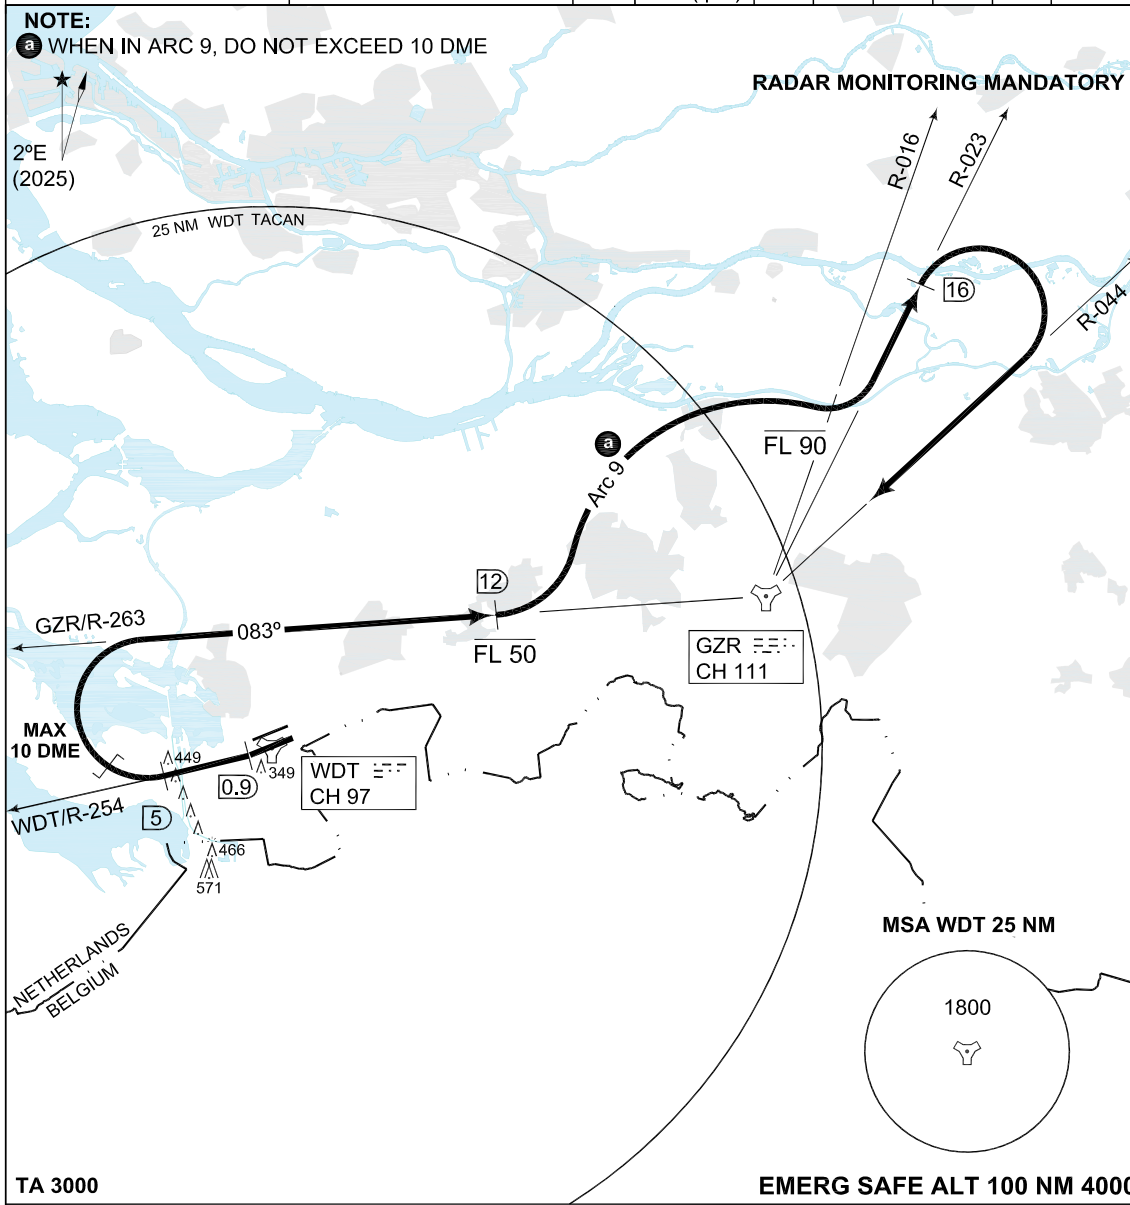 NOTE:
a WHEN IN ARC 9, DO NOT EXCEED 10 DME
RADAR MONITORING MANDATORY
2ºE
(2025)
R-016
R-023
25 NM WDT TACAN
16
R-044
a
FL 90
Arc 9
12
GZR/R-263
083º
FL 50
GZR
CH 111
MAX
10 DME
449
349
0.9
WDT
CH 97
WDT/R-254
5
466
571
MSA WDT 25 NM
NETHERLANDS
BELGIUM
1800
TA 3000
EMERG SAFE ALT 100 NM 4000